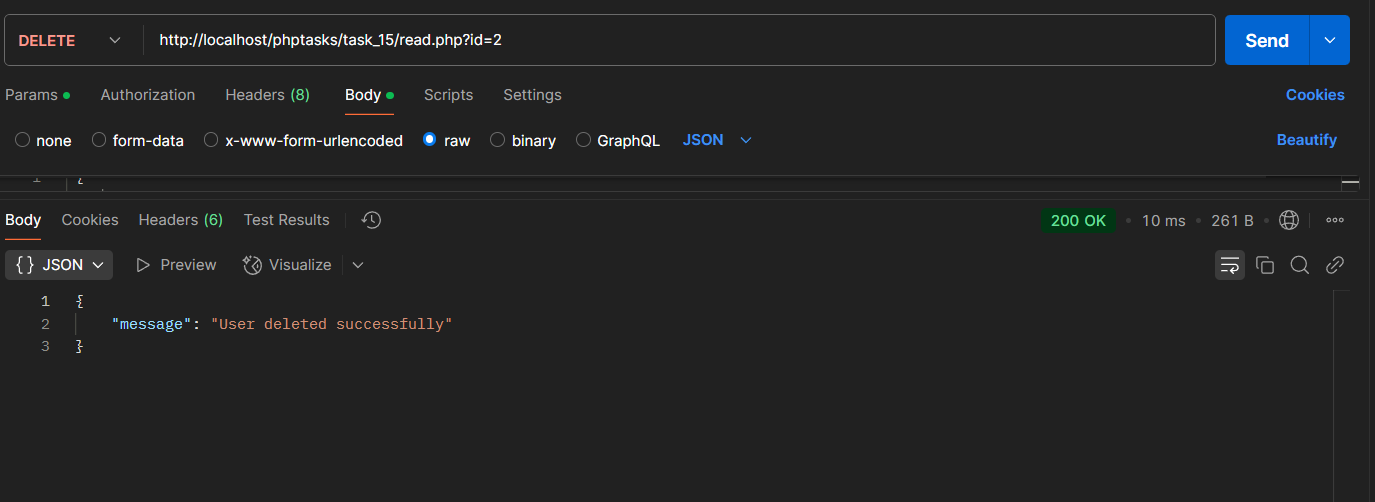 DELETE http://localhost/phptasks/task_15/read.php?id=2 Send
Params Authorization Headers (8) Body Scripts Settings Cookies
none form-data x-www-form-urlencoded raw binary GraphQL JSON Beautify
1 {
Body Cookies Headers (6) Test Results 200 OK 10 ms 261 B
{} JSON Preview Visualize
1 {
2 "message": "User deleted successfully"
3 }